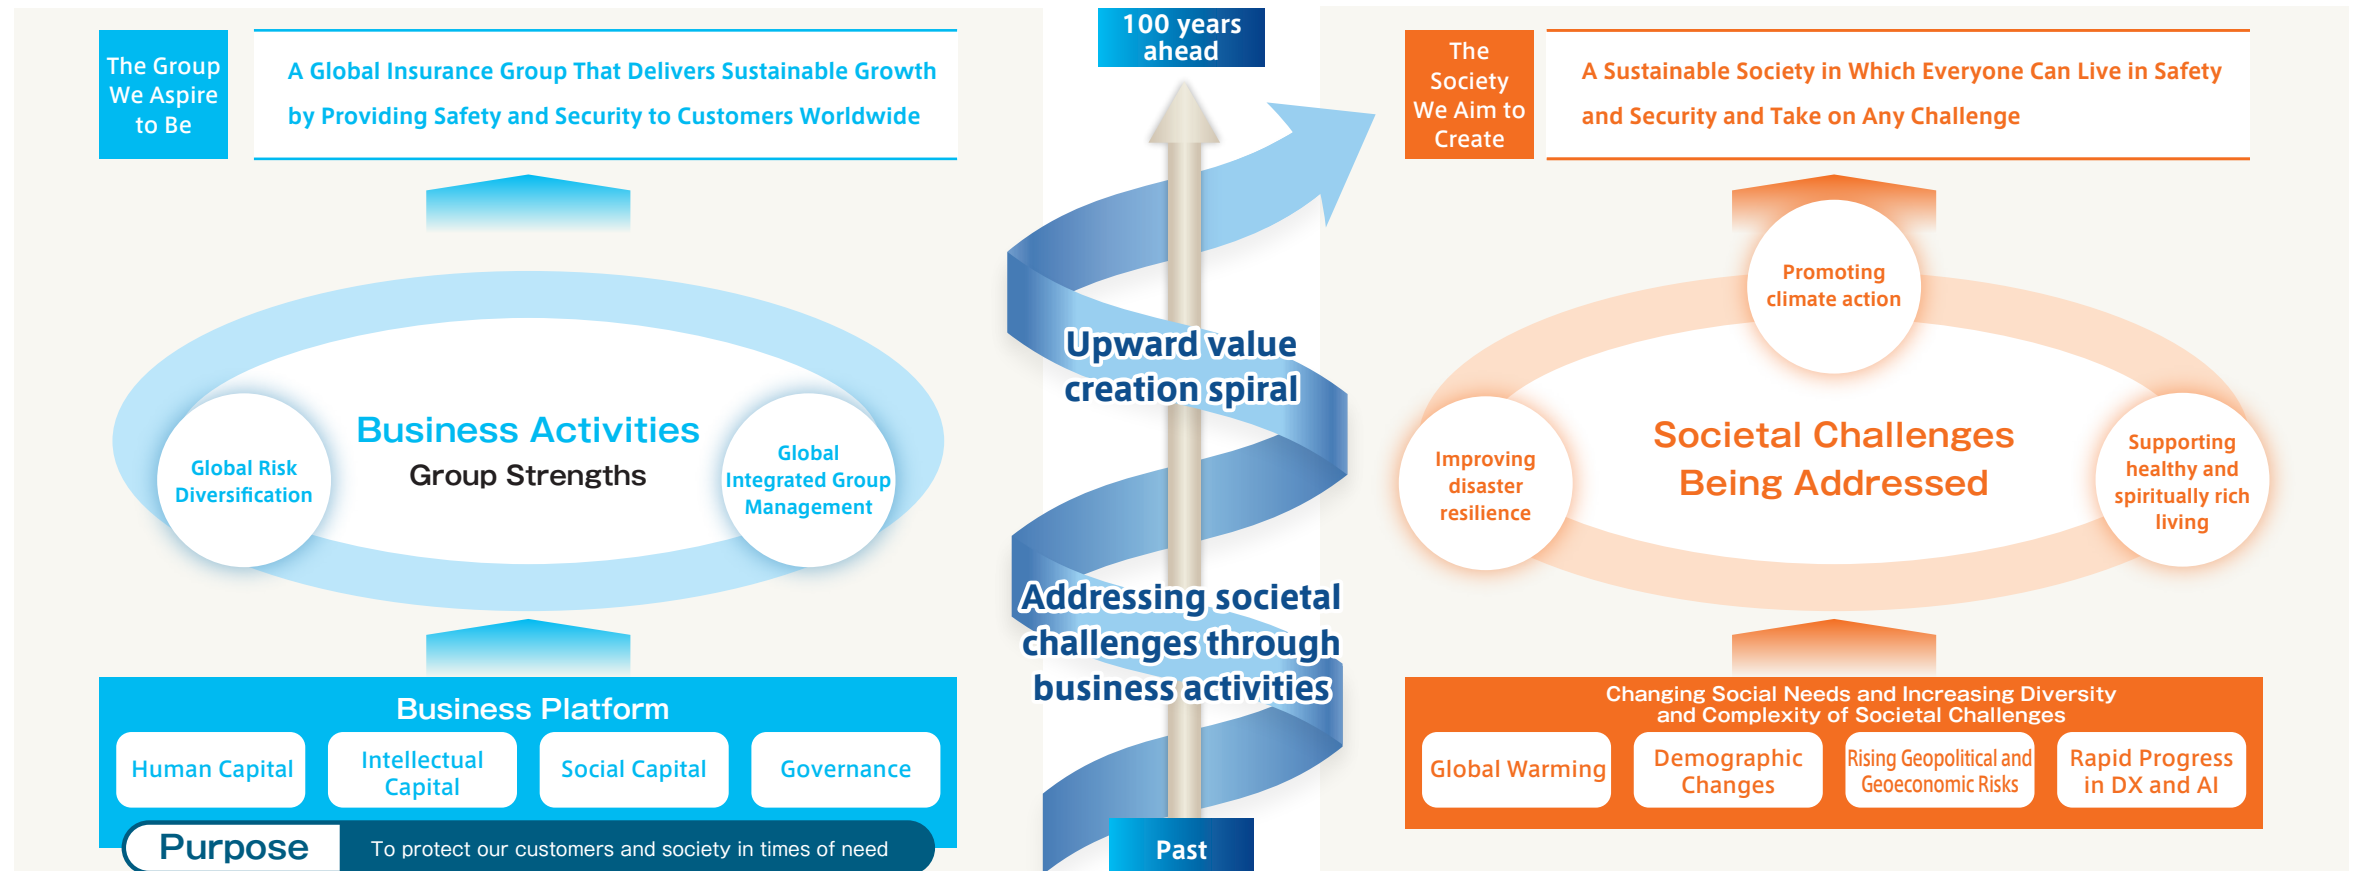 The Group
We Aspire
to Be
A Global Insurance Group That Delivers Sustainable Growth
by Providing Safety and Security to Customers Worldwide
Business Activities
Group Strengths
Global Risk
Diversification
Global
Integrated Group
Management
Business Platform
Human Capital
Intellectual
Capital
Social Capital
Governance
Purpose
To protect our customers and society in times of need
100 years
ahead
Upward value
creation spiral
Addressing societal
challenges through
business activities
Past
The
Society
We Aim to
Create
A Sustainable Society in Which Everyone Can Live in Safety
and Security and Take on Any Challenge
Promoting
climate action
Societal Challenges
Being Addressed
Improving
disaster
resilience
Supporting
healthy and
spiritually rich
living
Changing Social Needs and Increasing Diversity
and Complexity of Societal Challenges
Global Warming
Demographic
Changes
Rising Geopolitical and
Geoeconomic Risks
Rapid Progress
in DX and AI